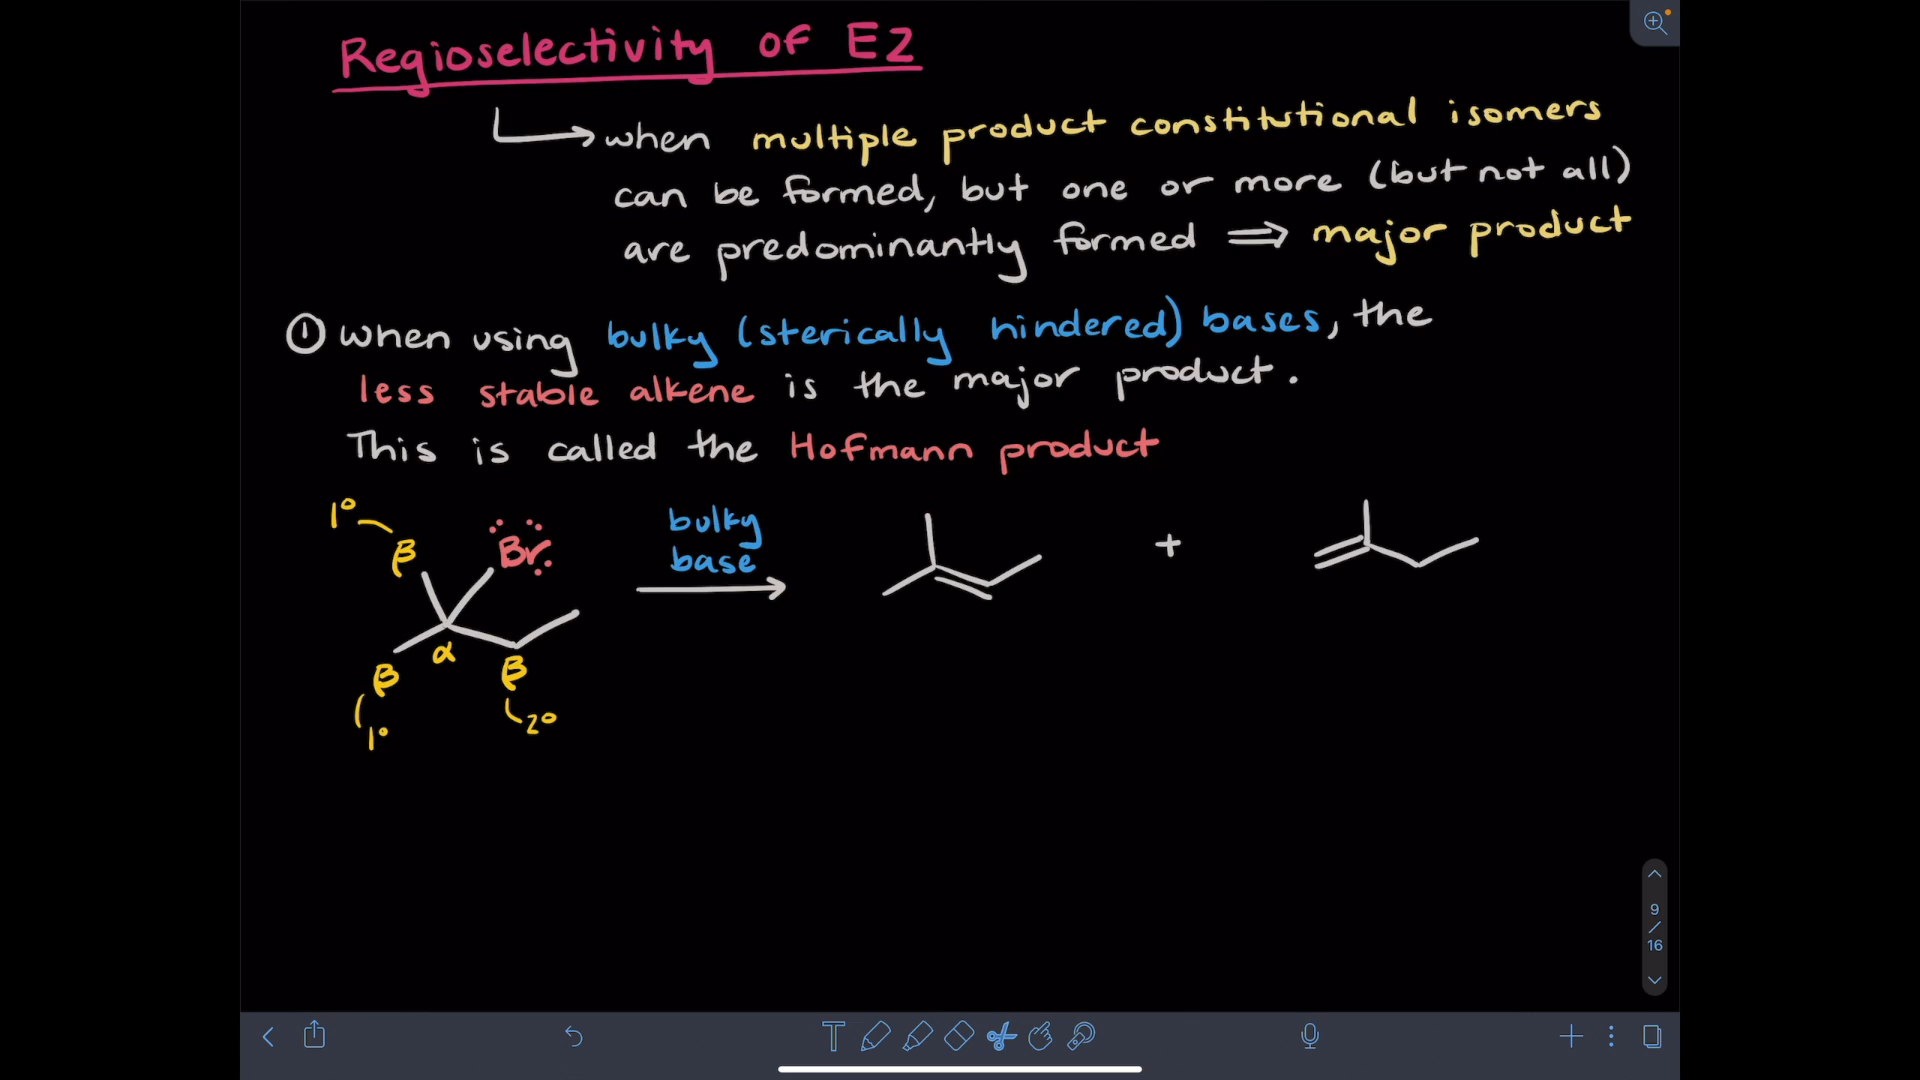 Regioselectivity of E2
when multiple product constitutional isomers
can be formed, but one or more (but not all)
are predominantly formed ⇒ major product
① when using bulky (sterically hindered) bases, the
less stable alkene is the major product.
This is called the Hofmann product
1°
β
Br
bulky
base
+
β
α
β
1°
2°
9
/
16